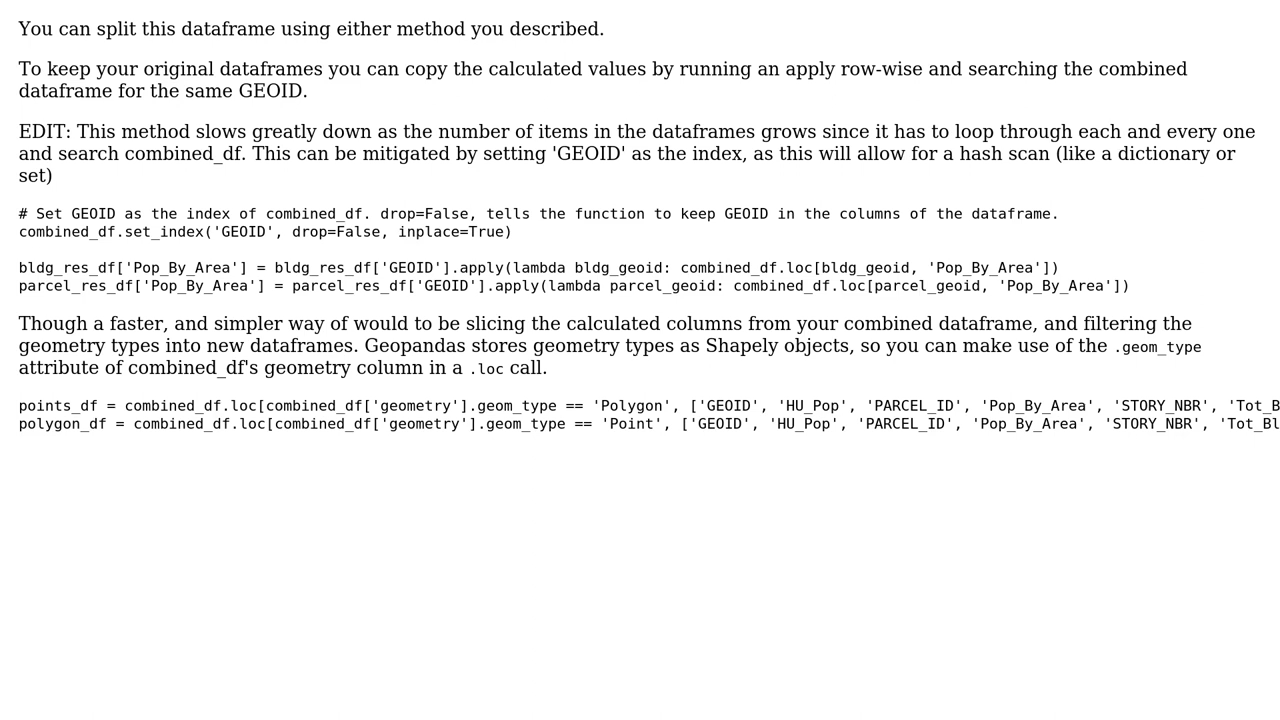 You can split this dataframe using either method you described.
To keep your original dataframes you can copy the calculated values by running an apply row-wise and searching the combined
dataframe for the same GEOID.
EDIT: This method slows greatly down as the number of items in the dataframes grows since it has to loop through each and every one
and search combined_df. This can be mitigated by setting 'GEOID' as the index, as this will allow for a hash scan (like a dictionary or
set)
# Set GEOID as the index of combined_df. drop=False, tells the function to keep GEOID in the columns of the dataframe.
combined_df.set_index('GEOID', drop=False, inplace=True)
bldg_res_df['Pop_By_Area'] = bldg_res_df['GEOID'].apply(lambda bldg_geoid: combined_df.loc[bldg_geoid, 'Pop_By_Area'])
parcel_res_df['Pop_By_Area'] = parcel_res_df['GEOID'].apply(lambda parcel_geoid: combined_df.loc[parcel_geoid, 'Pop_By_Area'])
Though a faster, and simpler way of would to be slicing the calculated columns from your combined dataframe, and filtering the
geometry types into new dataframes. Geopandas stores geometry types as Shapely objects, so you can make use of the .geom_type
attribute of combined_df's geometry column in a .loc call.
points_df = combined_df.loc[combined_df['geometry'].geom_type == 'Polygon', ['GEOID', 'HU_Pop', 'PARCEL_ID', 'Pop_By_Area', 'STORY_NBR', 'Tot_B
polygon_df = combined_df.loc[combined_df['geometry'].geom_type == 'Point', ['GEOID', 'HU_Pop', 'PARCEL_ID', 'Pop_By_Area', 'STORY_NBR', 'Tot_Bl